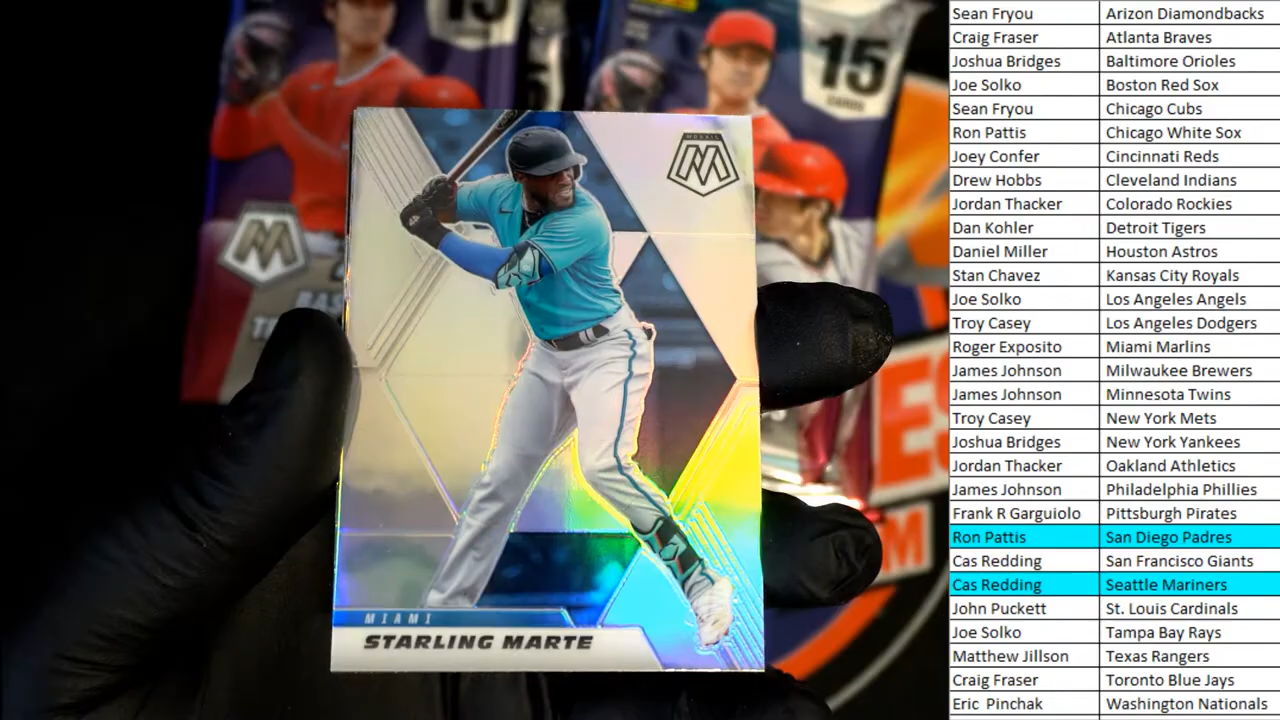 15
15
CARDS
MOSAIC
M
M
BA
T
E
M
MIAMI
STARLING MARTE
Sean Fryou Arizon Diamondbacks
Craig Fraser Atlanta Braves
Joshua Bridges Baltimore Orioles
Joe Solko Boston Red Sox
Sean Fryou Chicago Cubs
Ron Pattis Chicago White Sox
Joey Confer Cincinnati Reds
Drew Hobbs Cleveland Indians
Jordan Thacker Colorado Rockies
Dan Kohler Detroit Tigers
Daniel Miller Houston Astros
Stan Chavez Kansas City Royals
Joe Solko Los Angeles Angels
Troy Casey Los Angeles Dodgers
Roger Exposito Miami Marlins
James Johnson Milwaukee Brewers
James Johnson Minnesota Twins
Troy Casey New York Mets
Joshua Bridges New York Yankees
Jordan Thacker Oakland Athletics
James Johnson Philadelphia Phillies
Frank R Garguiolo Pittsburgh Pirates
Ron Pattis San Diego Padres
Cas Redding San Francisco Giants
Cas Redding Seattle Mariners
John Puckett St. Louis Cardinals
Joe Solko Tampa Bay Rays
Matthew Jillson Texas Rangers
Craig Fraser Toronto Blue Jays
Eric Pinchak Washington Nationals